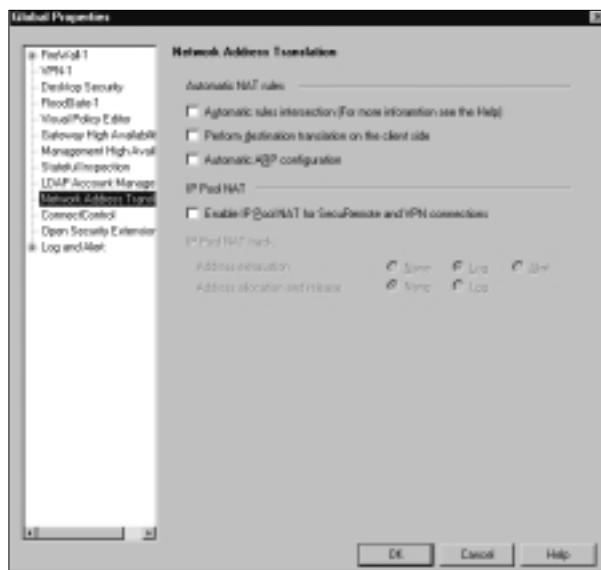 Global Properties
FireWall-1
VPN-1
Desktop Security
FloodGate-1
Visual Policy Editor
Gateway High Availabilit
Management High Avail
Stateful Inspection
LDAP Account Manage
Network Address Transl
ConnectControl
Open Security Extension
Log and Alert
Network Address Translation
Automatic NAT rules
Automatic rules intersection (For more information see the Help)
Perform destination translation on the client side
Automatic ARP configuration
IP Pool NAT
Enable IP Pool NAT for SecuRemote and VPN connections
IP Pool NAT track:
Address exhaustion None Log Alert
Address allocation and release None Log
OK Cancel Help